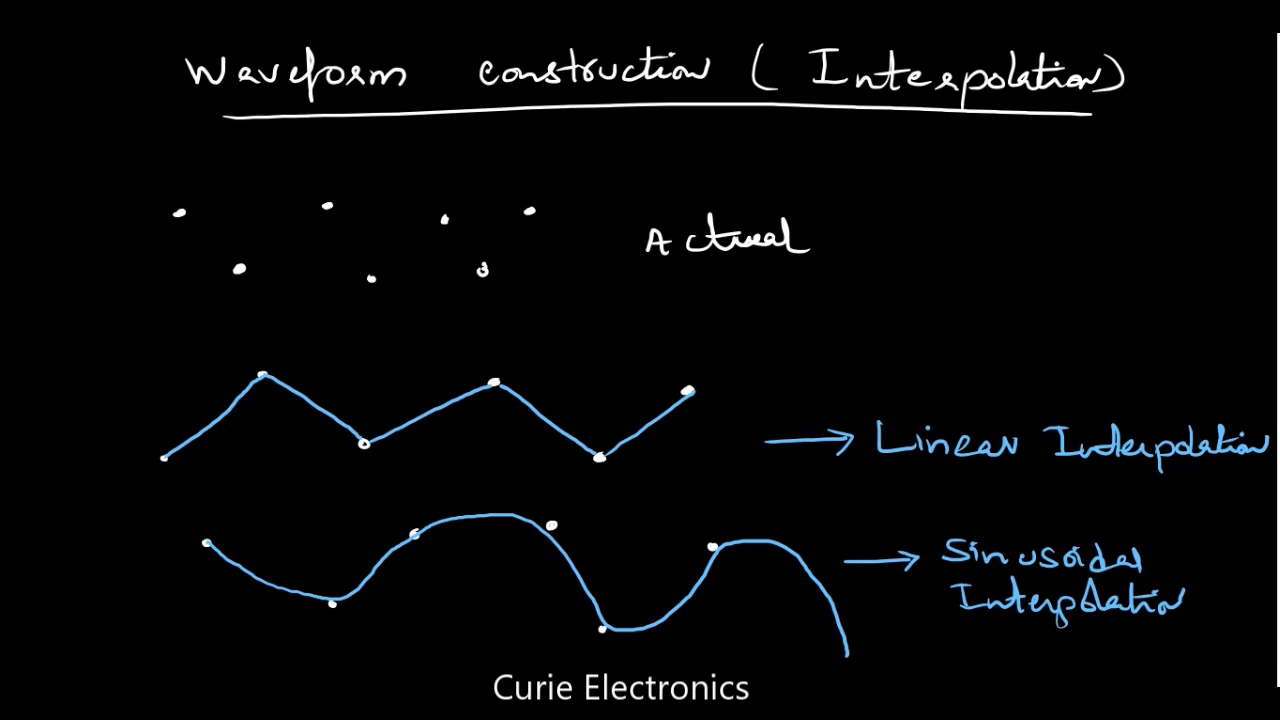 Waveform construction ( Interpolation)
Actual
Linear Interpolation
Sinusoidal
Interpolation
Curie Electronics